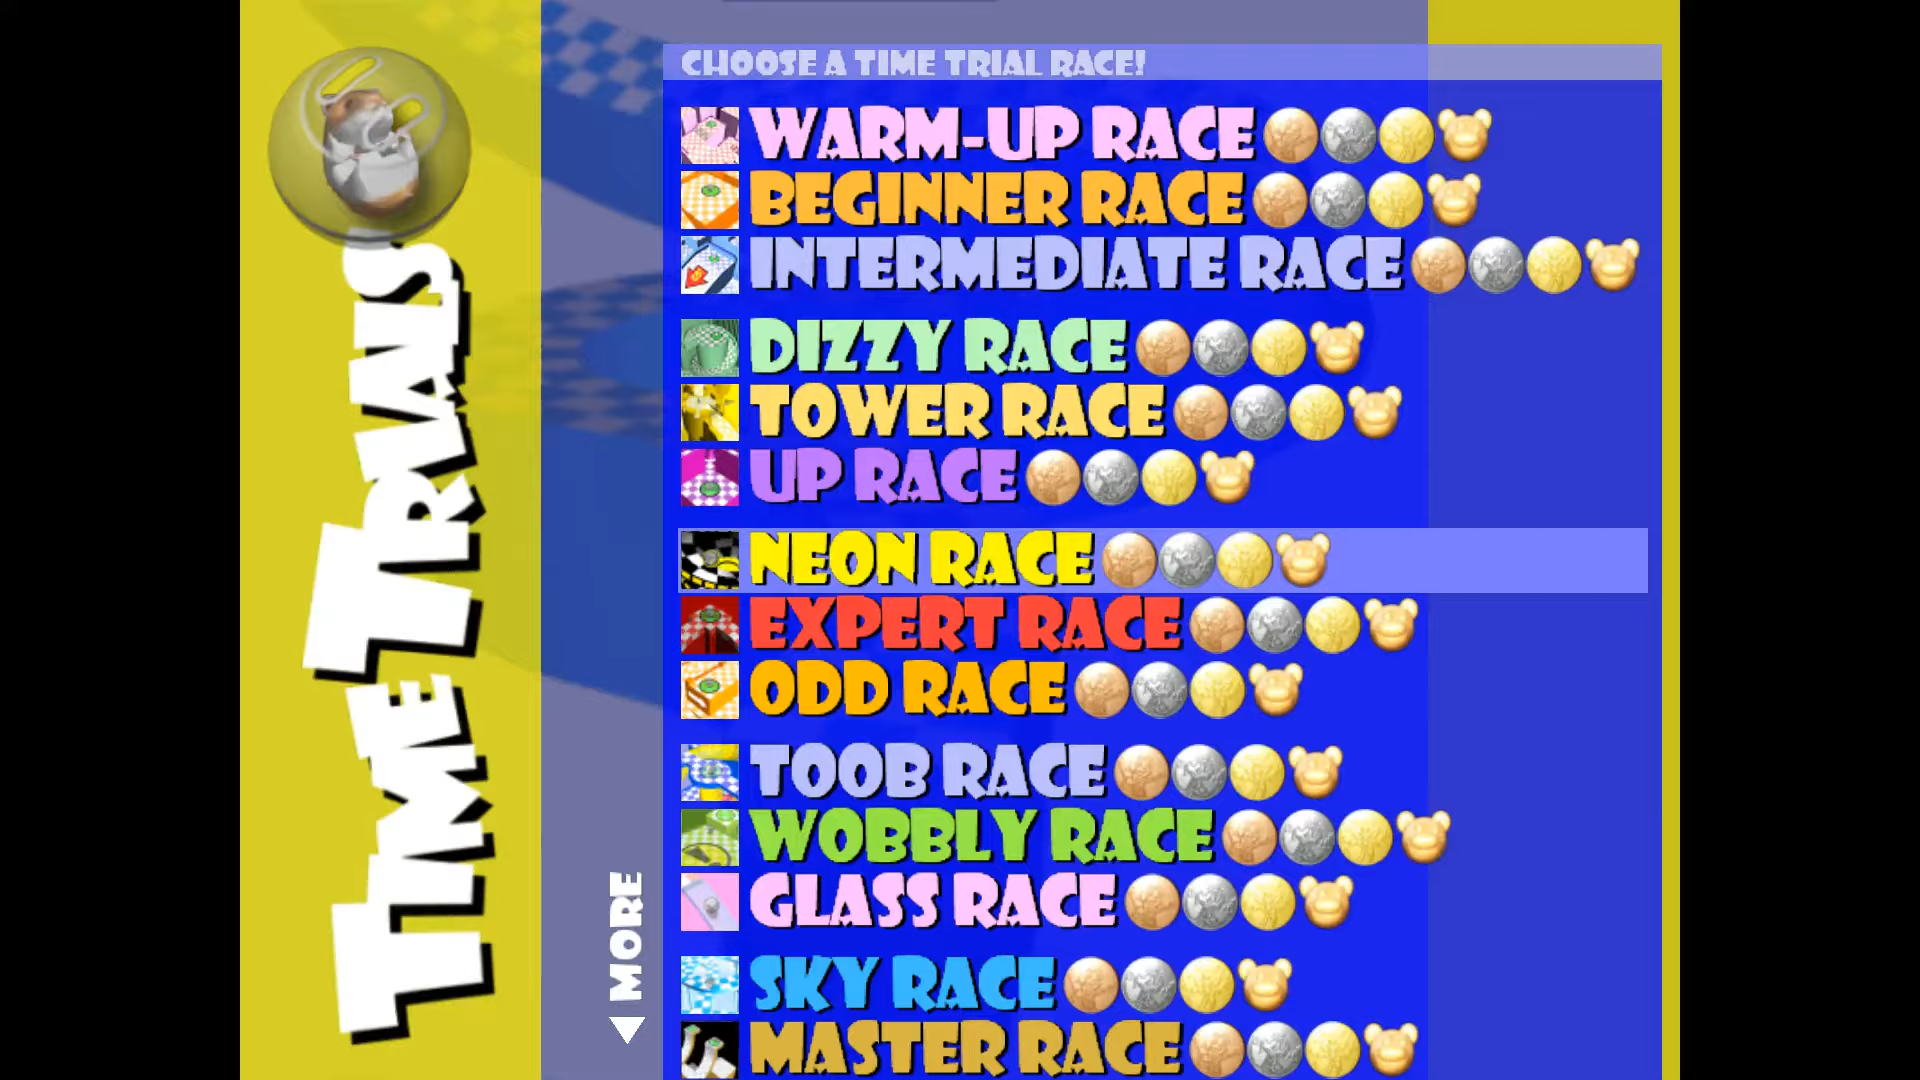 TIME TRIALS
CHOOSE A TIME TRIAL RACE!
WARM-UP RACE
BEGINNER RACE
INTERMEDIATE RACE
DIZZY RACE
TOWER RACE
UP RACE
NEON RACE
EXPERT RACE
ODD RACE
TOOB RACE
WOBBLY RACE
GLASS RACE
SKY RACE
MASTER RACE
MORE